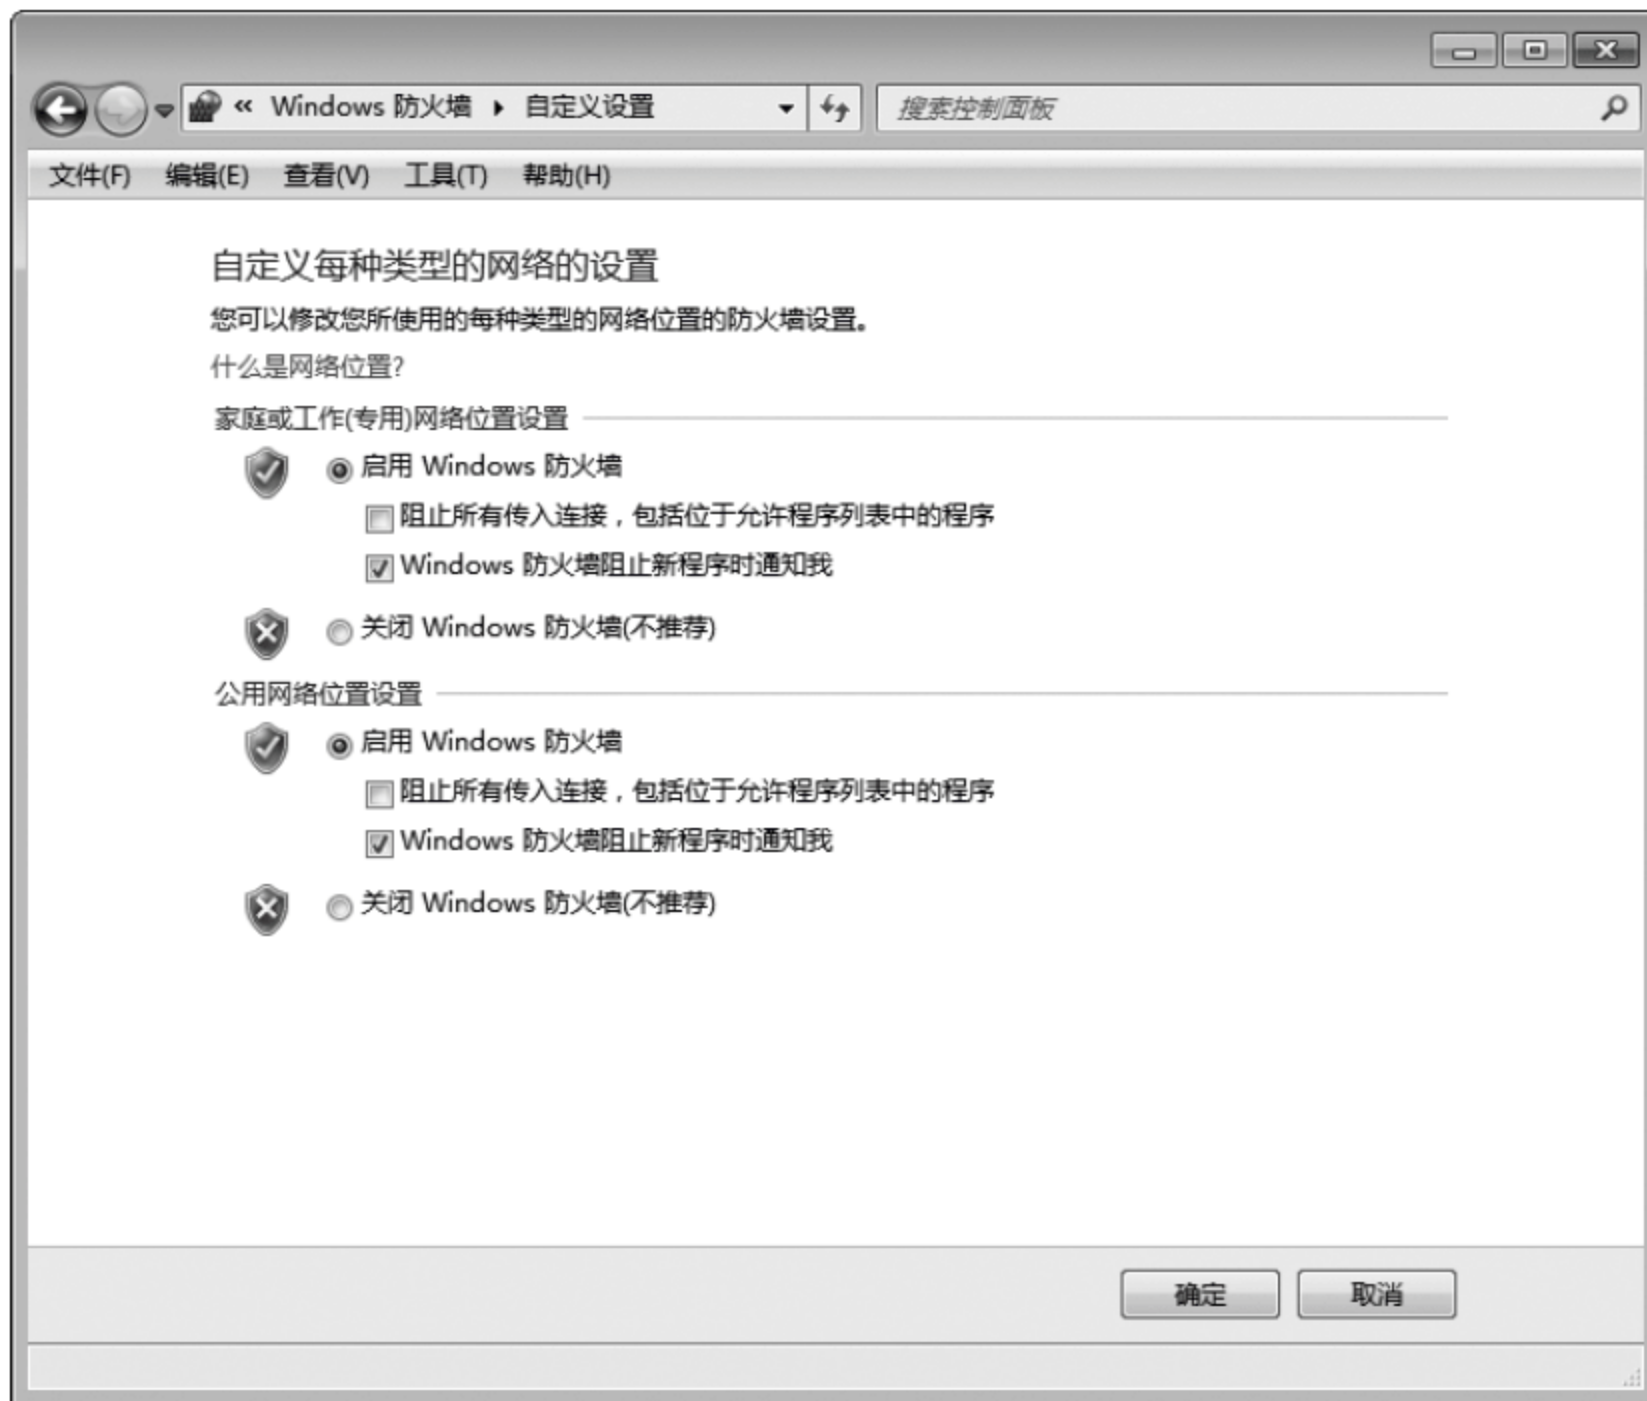 « Windows 防火墙 ▸ 自定义设置
搜索控制面板
文件(F) 编辑(E) 查看(V) 工具(T) 帮助(H)
自定义每种类型的网络的设置
您可以修改您所使用的每种类型的网络位置的防火墙设置。
什么是网络位置?
家庭或工作(专用)网络位置设置
启用 Windows 防火墙
阻止所有传入连接，包括位于允许程序列表中的程序
Windows 防火墙阻止新程序时通知我
关闭 Windows 防火墙(不推荐)
公用网络位置设置
启用 Windows 防火墙
阻止所有传入连接，包括位于允许程序列表中的程序
Windows 防火墙阻止新程序时通知我
关闭 Windows 防火墙(不推荐)
确定 取消